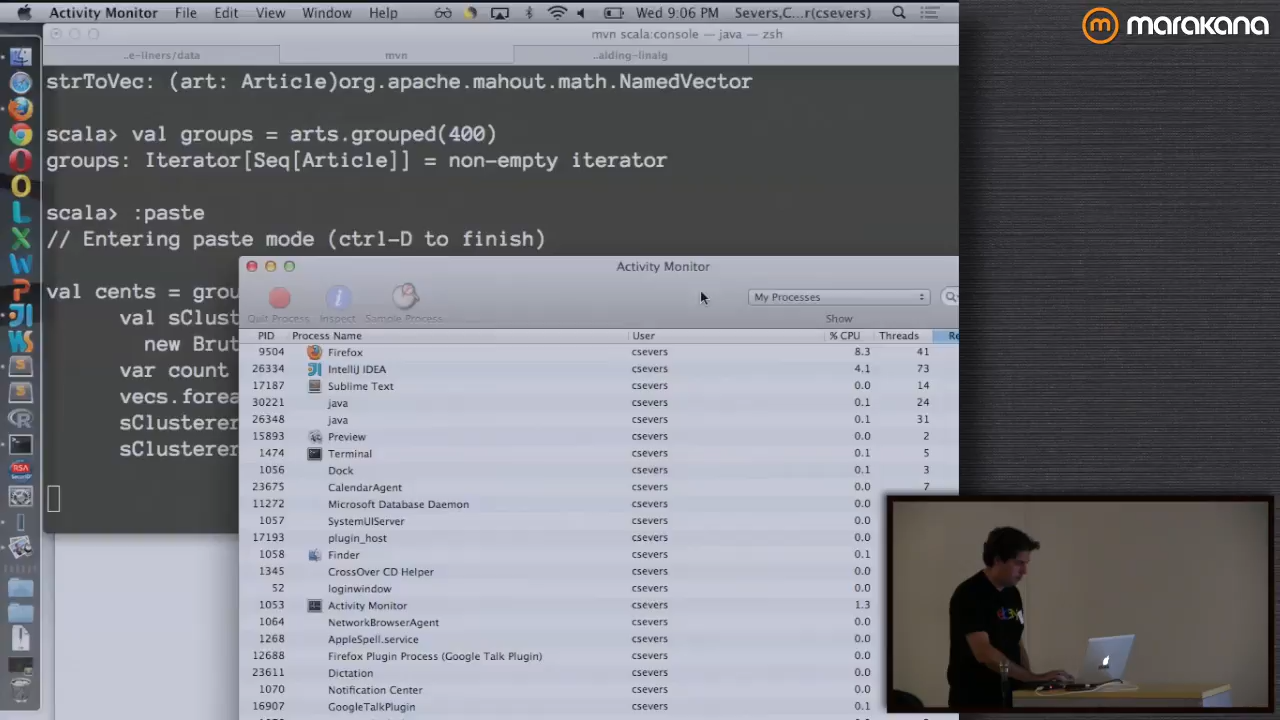 Activity Monitor File Edit View Window Help Wed 9:06 PM Severs,C...r(csevers)
marakana
mvn scala:console — java — zsh
..e-liners/data mvn ..alding-linalg
strToVec: (art: Article)org.apache.mahout.math.NamedVector
scala> val groups = arts.grouped(400)
groups: Iterator[Seq[Article]] = non-empty iterator
scala> :paste
// Entering paste mode (ctrl-D to finish)
val cents = grou
val sClust
new Brut
var count
vecs.forea
sClusterer
sClusterer
Activity Monitor
My Processes
Quit Process Inspect Sample Process Show
PID Process Name User % CPU Threads Re
9504 Firefox csevers 8.3 41
26334 IntelliJ IDEA csevers 4.1 73
17187 Sublime Text csevers 0.0 14
30221 java csevers 0.1 24
26348 java csevers 0.1 31
15893 Preview csevers 0.0 2
1474 Terminal csevers 0.1 5
1056 Dock csevers 0.1 3
23675 CalendarAgent csevers 0.0 7
11272 Microsoft Database Daemon csevers 0.0
1057 SystemUIServer csevers 0.0
17193 plugin_host csevers 0.0
1058 Finder csevers 0.1
1345 CrossOver CD Helper csevers 0.0
52 loginwindow csevers 0.0
1053 Activity Monitor csevers 1.3
1064 NetworkBrowserAgent csevers 0.0
1268 AppleSpell.service csevers 0.0
12688 Firefox Plugin Process (Google Talk Plugin) csevers 0.0
23231 Dictation csevers 0.0
1070 Notification Center csevers 0.0
16907 GoogleTalkPlugin csevers 0.1